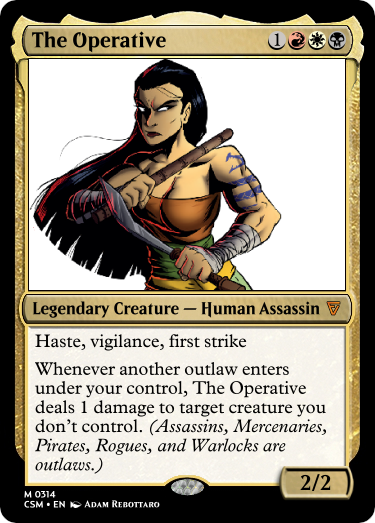 The Operative 1
Legendary Creature — Human Assassin
Haste, vigilance, first strike
Whenever another outlaw enters
under your control, The Operative
deals 1 damage to target creature you
don't control. (Assassins, Mercenaries,
Pirates, Rogues, and Warlocks are
outlaws.)
2/2
M 0314
CSM • EN Adam Rebottaro